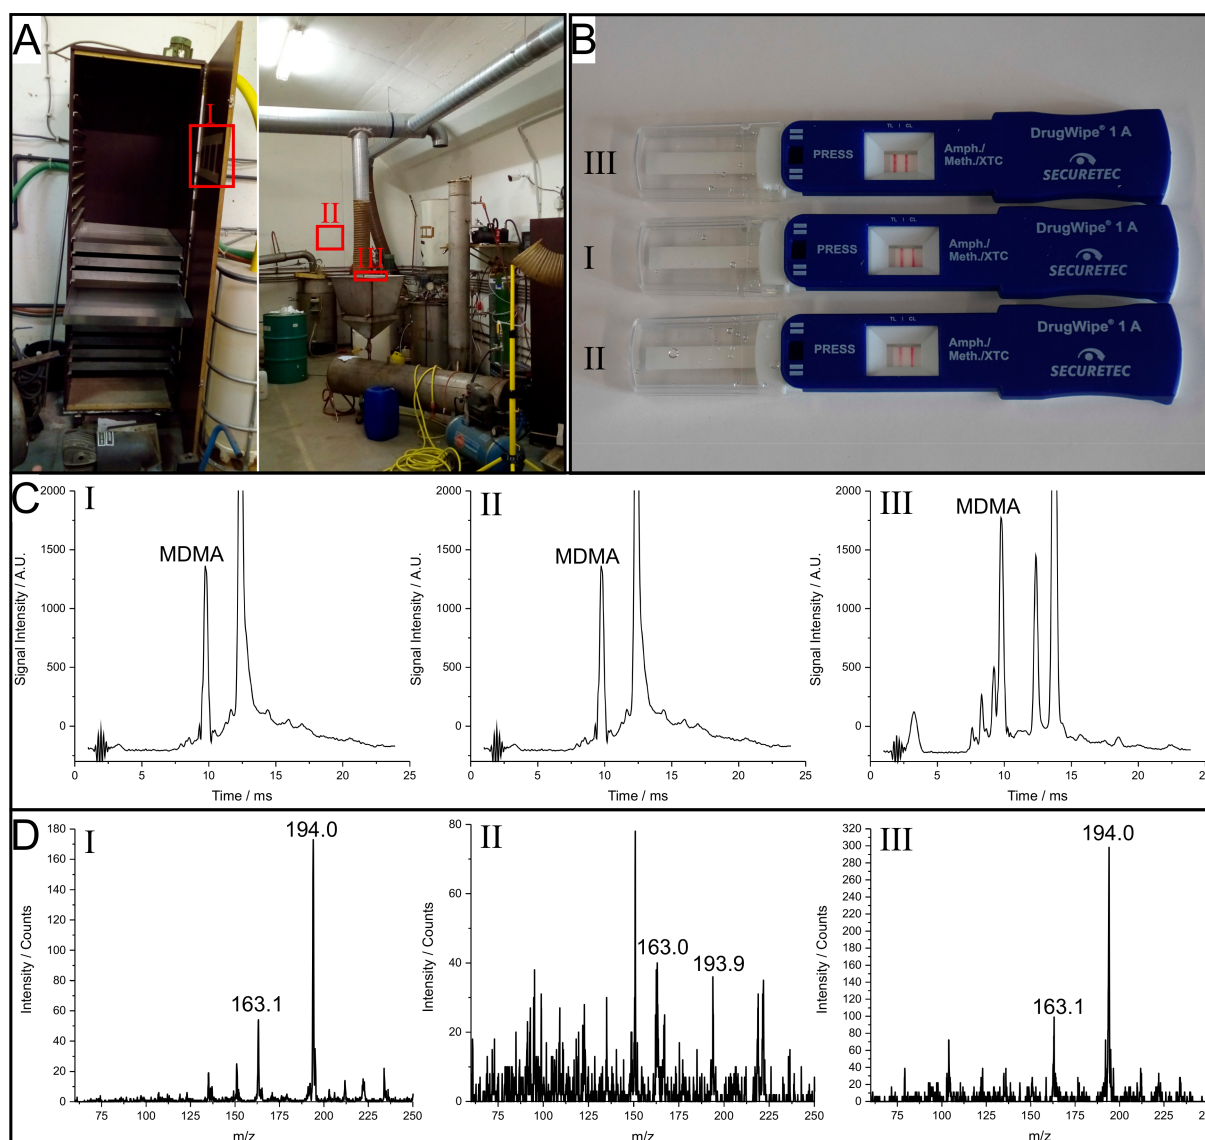 A
I
II
III
B
III
TL | CL
PRESS
Amph./
Meth./XTC
DrugWipe® 1 A
SECURETEC
I
TL | CL
PRESS
Amph./
Meth./XTC
DrugWipe® 1 A
SECURETEC
II
TL | CL
PRESS
Amph./
Meth./XTC
DrugWipe® 1 A
SECURETEC
C
I
MDMA
Signal Intensity / A.U.
2000
1500
1000
500
0
0 5 10 15 20 25
Time / ms
II
MDMA
Signal Intensity / A.U.
2000
1500
1000
500
0
0 5 10 15 20 25
Time / ms
III
MDMA
Signal Intensity / A.U.
2000
1500
1000
500
0
0 5 10 15 20 25
Time / ms
D
I
194.0
163.1
Intensity / Counts
180
160
140
120
100
80
60
40
20
0
75 100 125 150 175 200 225 250
m/z
II
163.0
193.9
Intensity / Counts
80
60
40
20
0
75 100 125 150 175 200 225 250
m/z
III
194.0
163.1
Intensity / Counts
320
300
280
260
240
220
200
180
160
140
120
100
80
60
40
20
0
75 100 125 150 175 200 225
m/z